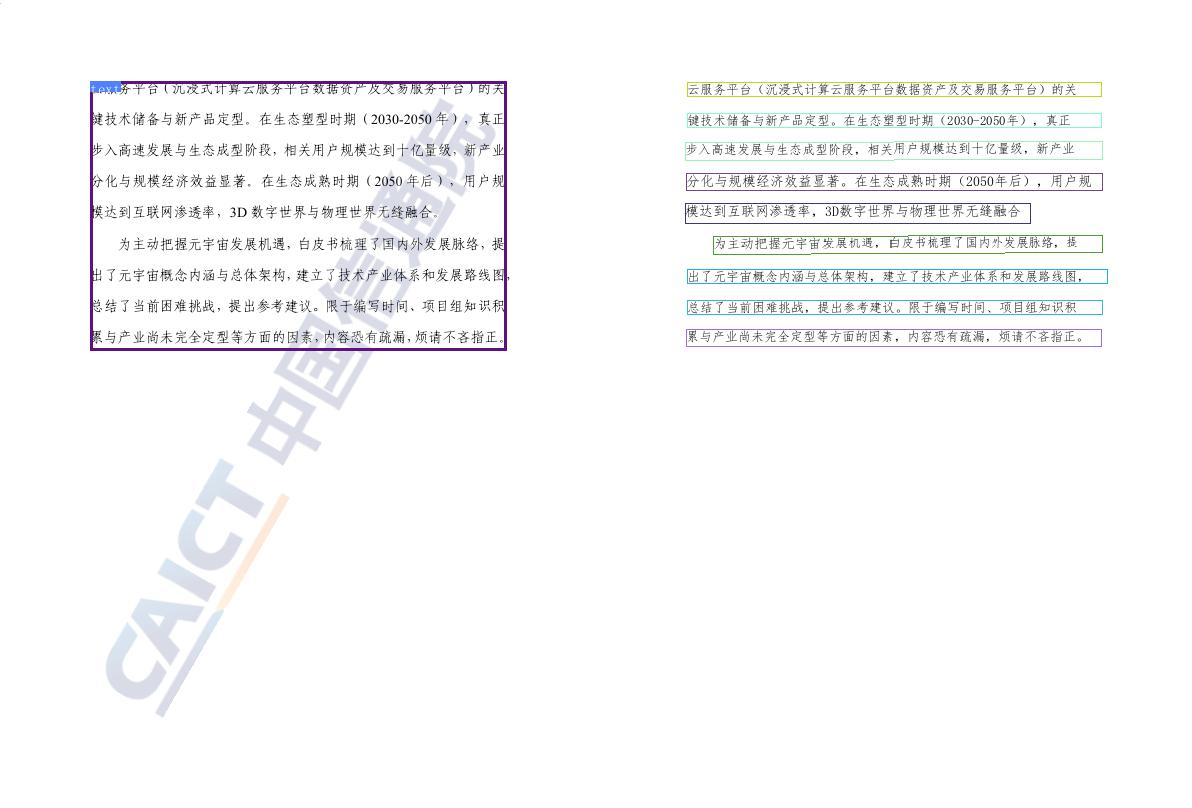 text
云服务平台（沉浸式计算云服务平台数据资产及交易服务平台）的关
键技术储备与新产品定型。在生态塑型时期（2030-2050 年），真正
步入高速发展与生态成型阶段，相关用户规模达到十亿量级，新产业
分化与规模经济效益显著。在生态成熟时期（2050 年后），用户规
模达到互联网渗透率，3D 数字世界与物理世界无缝融合。
为主动把握元宇宙发展机遇，白皮书梳理了国内外发展脉络，提
出了元宇宙概念内涵与总体架构，建立了技术产业体系和发展路线图，
总结了当前困难挑战，提出参考建议。限于编写时间、项目组知识积
累与产业尚未完全定型等方面的因素，内容恐有疏漏，烦请不吝指正。
CAICT 中国信通院
云服务平台（沉浸式计算云服务平台数据资产及交易服务平台）的关
键技术储备与新产品定型。在生态塑型时期（2030-2050年），真正
步入高速发展与生态成型阶段，相关用户规模达到十亿量级，新产业
分化与规模经济效益显著。在生态成熟时期（2050年后），用户规
模达到互联网渗透率，3D数字世界与物理世界无缝融合
为主动把握元宇宙发展机遇，白皮书梳理了国内外发展脉络，提
出了元宇宙概念内涵与总体架构，建立了技术产业体系和发展路线图，
总结了当前困难挑战，提出参考建议。限于编写时间、项目组知识积
累与产业尚未完全定型等方面的因素，内容恐有疏漏，烦请不吝指正。